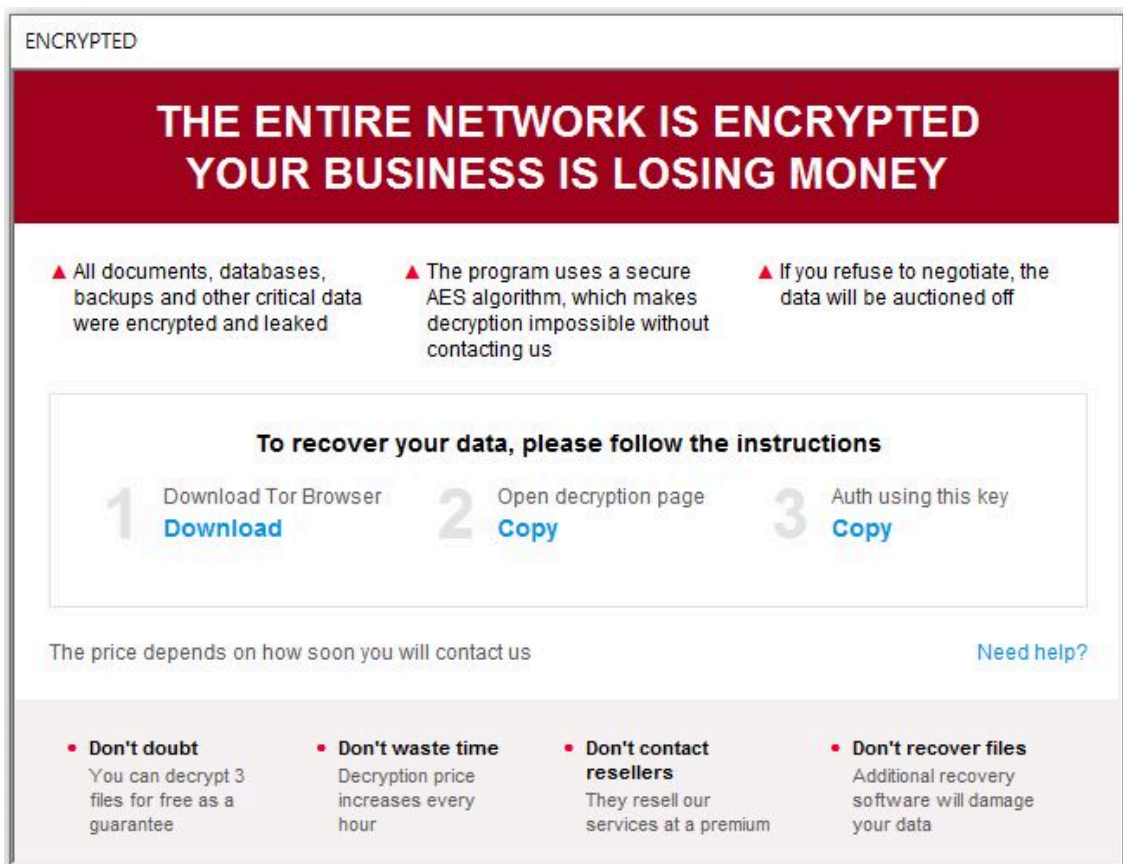 ENCRYPTED
THE ENTIRE NETWORK IS ENCRYPTED
YOUR BUSINESS IS LOSING MONEY
▲ All documents, databases,
backups and other critical data
were encrypted and leaked
▲ The program uses a secure
AES algorithm, which makes
decryption impossible without
contacting us
▲ If you refuse to negotiate, the
data will be auctioned off
To recover your data, please follow the instructions
1
Download Tor Browser
Download
2
Open decryption page
Copy
3
Auth using this key
Copy
The price depends on how soon you will contact us
Need help?
• Don't doubt
You can decrypt 3
files for free as a
guarantee
• Don't waste time
Decryption price
increases every
hour
• Don't contact
resellers
They resell our
services at a premium
• Don't recover files
Additional recovery
software will damage
your data